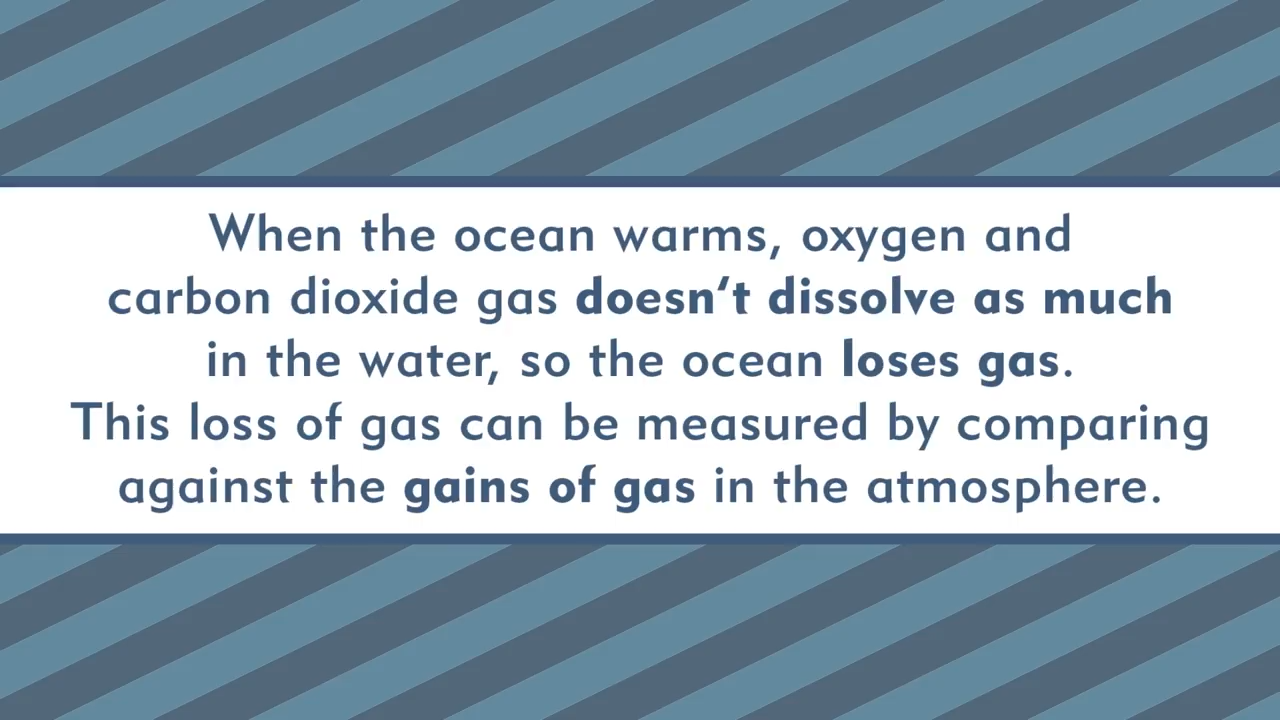 When the ocean warms, oxygen and
carbon dioxide gas doesn’t dissolve as much
in the water, so the ocean loses gas.
This loss of gas can be measured by comparing
against the gains of gas in the atmosphere.